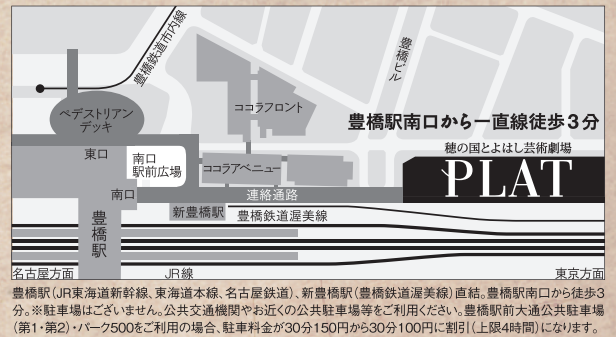 豊橋鉄道市内線
豊橋ビル
ココラフロント
ペデストリアン
デッキ
豊橋駅南口から一直線徒歩3分
穂の国とよはし芸術劇場
PLAT
東口
南口
駅前広場
ココラアベニュー
南口
連絡通路
新豊橋駅
豊橋鉄道渥美線
豊橋駅
名古屋方面
JR線
東京方面
豊橋駅(JR東海道新幹線、東海道本線、名古屋鉄道)、新豊橋駅(豊橋鉄道渥美線)直結。豊橋駅南口から徒歩3
分。※駐車場はございません。公共交通機関やお近くの公共駐車場等をご利用ください。豊橋駅前大通公共駐車場
(第1・第2)・パーク500をご利用の場合、駐車料金が30分150円から30分100円に割引(上限4時間)になります。